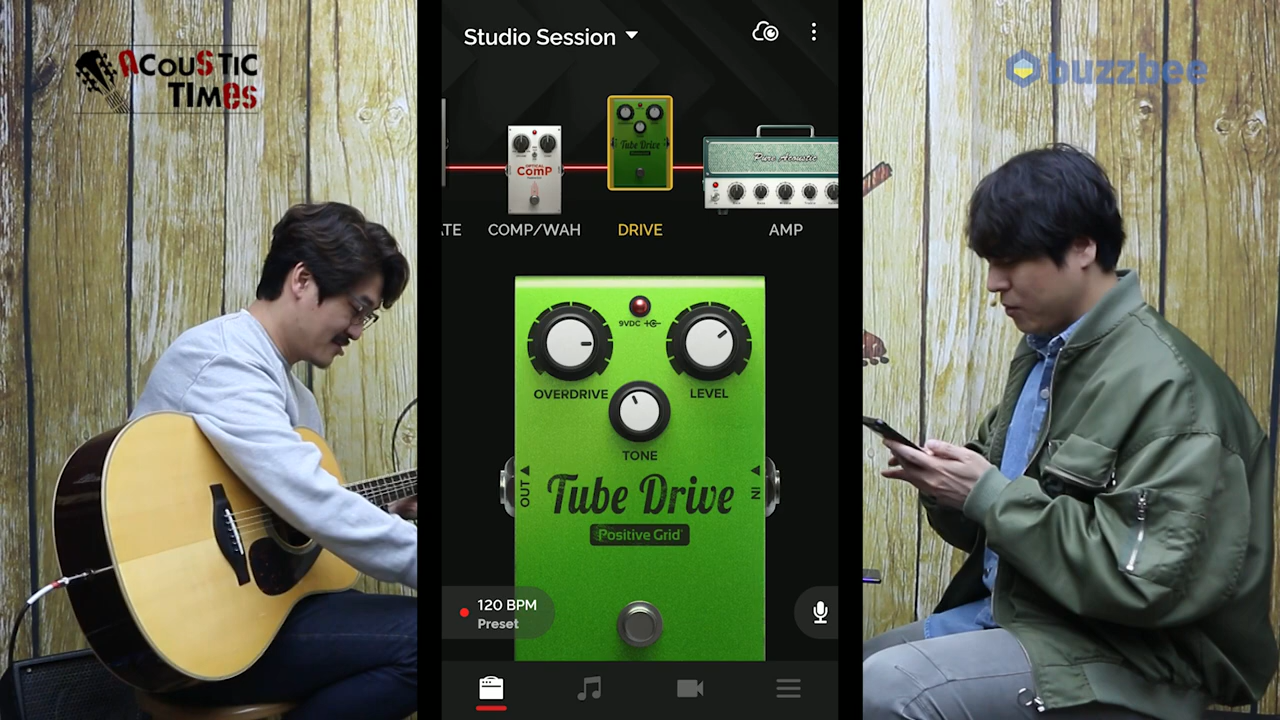 ACOUSTIC
TIMES
buzzbee
Studio Session
OPTICAL
COMP
Tube Drive
Pure Acoustic
ATE
COMP/WAH
DRIVE
AMP
9VDC
OVERDRIVE
LEVEL
TONE
OUT
IN
Tube Drive
Positive Grid
120 BPM
Preset